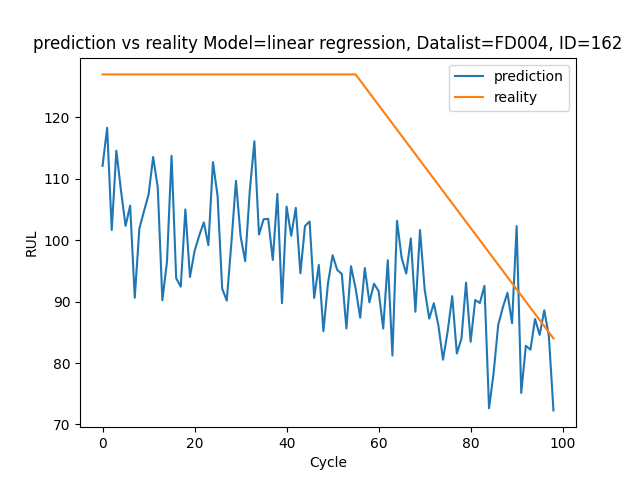 prediction vs reality Model=linear regression, Datalist=FD004, ID=162
prediction
reality
RUL
120
110
100
90
80
70
0 20 40 60 80 100
Cycle